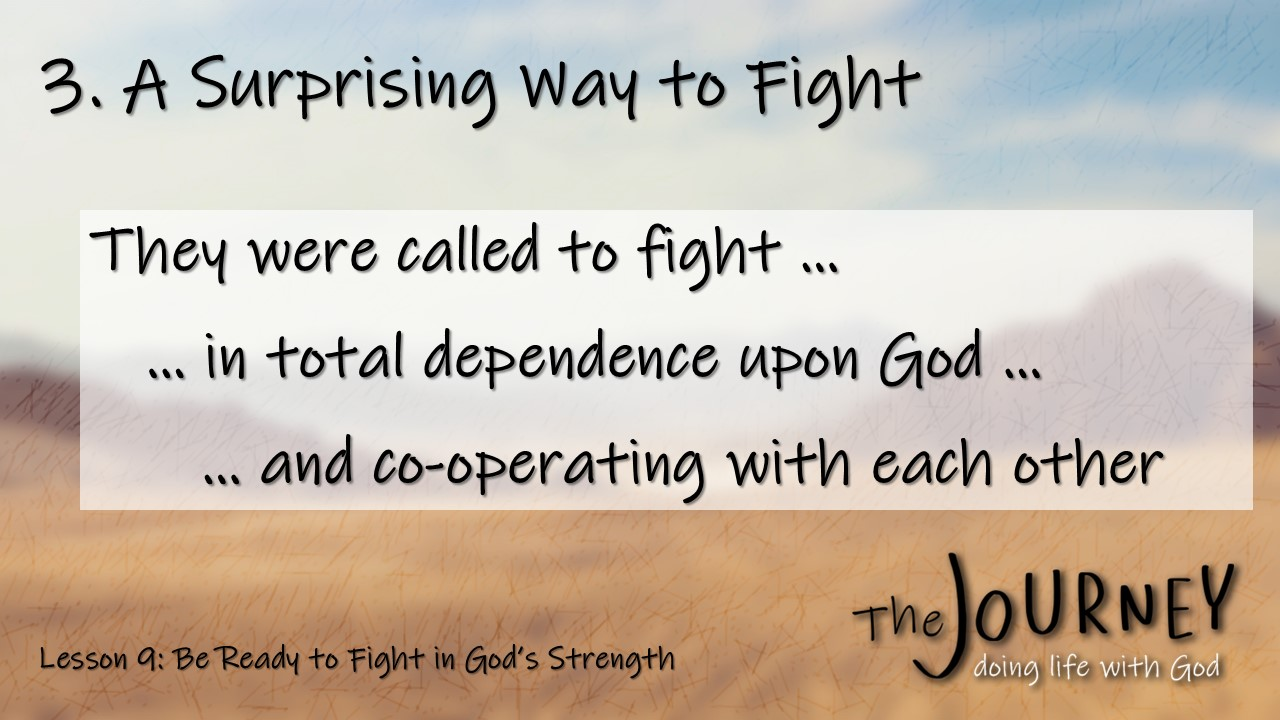 3. A Surprising Way to Fight
They were called to fight ...
... in total dependence upon God ...
... and co-operating with each other
The JOURNEY
doing life with God
Lesson 9: Be Ready to Fight in God's Strength